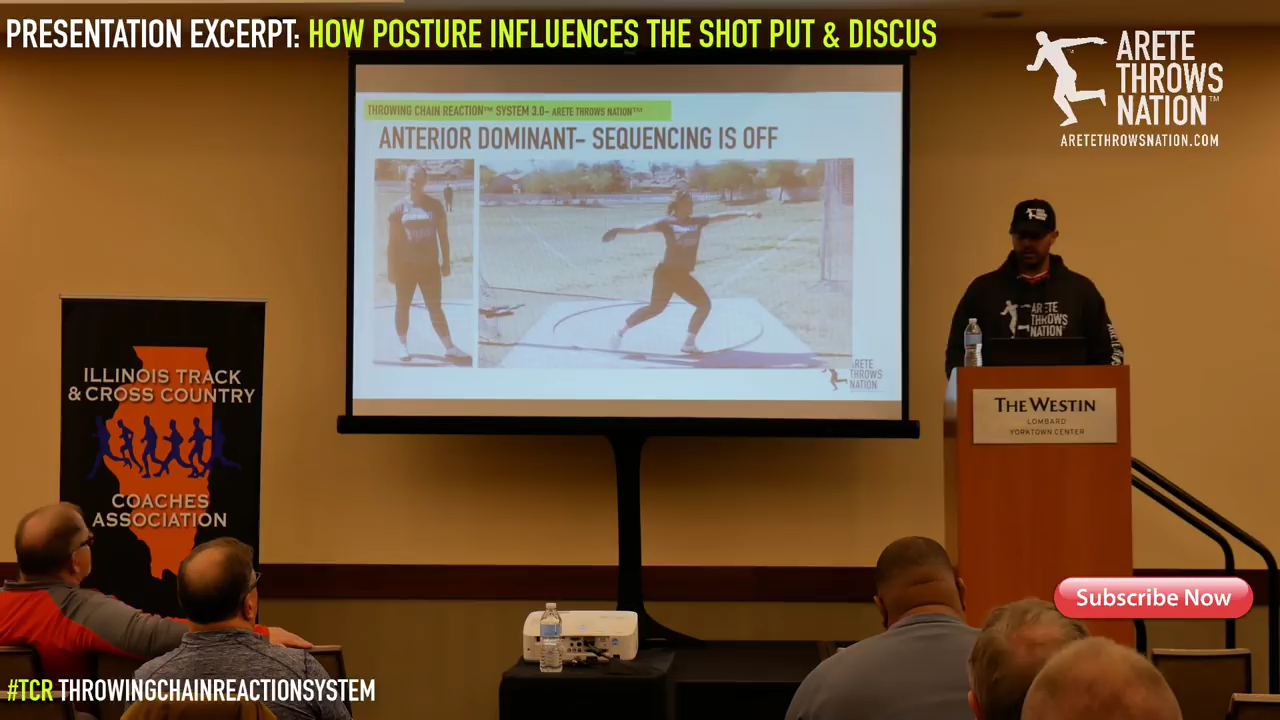 PRESENTATION EXCERPT: HOW POSTURE INFLUENCES THE SHOT PUT & DISCUS
ARETE
THROWS
NATION™
ARETETHROWSNATION.COM
THROWING CHAIN REACTION™ SYSTEM 3.0- ARETE THROWS NATION™
ANTERIOR DOMINANT- SEQUENCING IS OFF
ARETE
THROWS
NATION
ARETE
THROWS
NATION
THE WESTIN
LOMBARD
YORKTOWN CENTER
ILLINOIS TRACK
& CROSS COUNTRY
COACHES
ASSOCIATION
Subscribe Now
#TCR THROWINGCHAINREACTIONSYSTEM